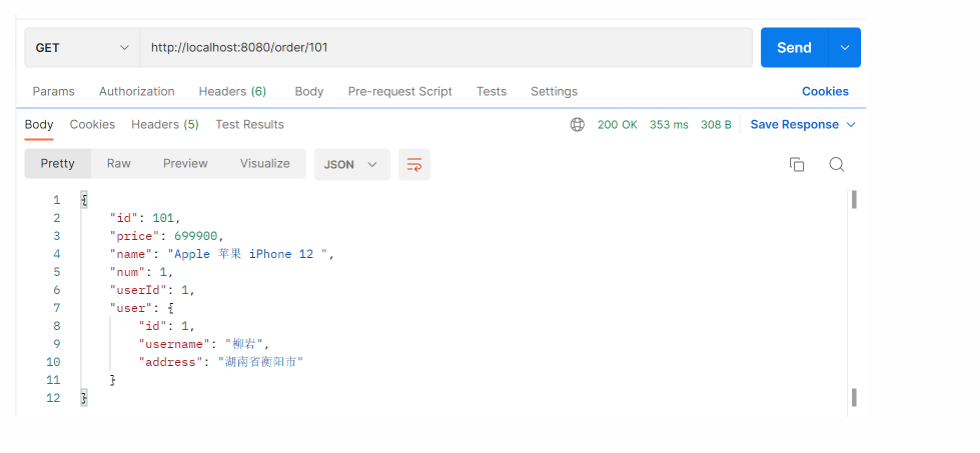 GET http://localhost:8080/order/101 Send
Params Authorization Headers (6) Body Pre-request Script Tests Settings Cookies
Body Cookies Headers (5) Test Results 200 OK 353 ms 308 B Save Response
Pretty Raw Preview Visualize JSON
1 {
2 "id": 101,
3 "price": 699900,
4 "name": "Apple 苹果 iPhone 12 ",
5 "num": 1,
6 "userId": 1,
7 "user": {
8 "id": 1,
9 "username": "柳岩",
10 "address": "湖南省衡阳市"
11 }
12 }